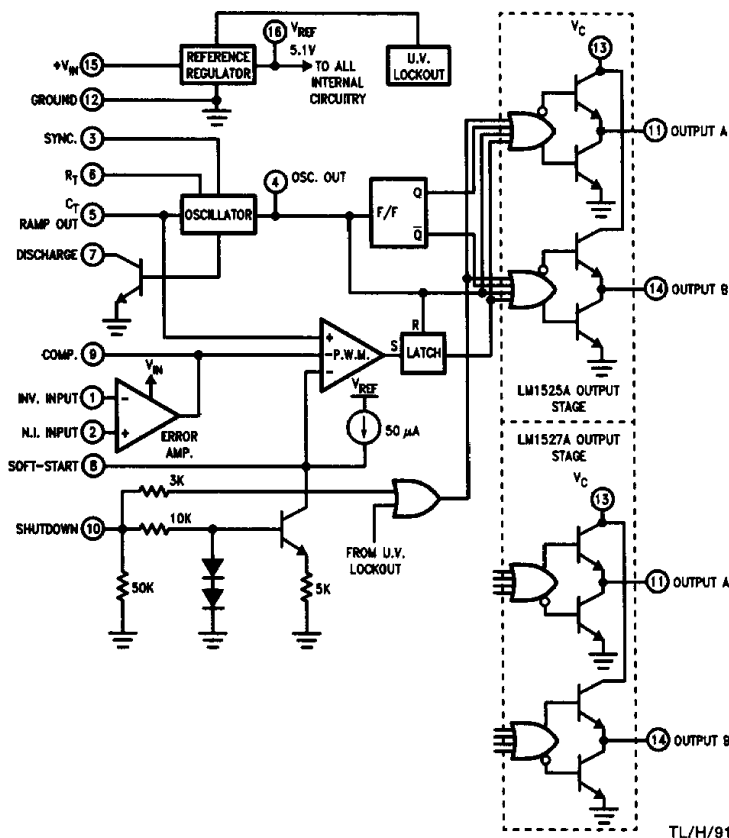 16 V_REF
5.1V
+V_IN 15
REFERENCE
REGULATOR
TO ALL
INTERNAL
CIRCUITRY
U.V.
LOCKOUT
GROUND 12
SYNC. 3
R_T 6
C_T
RAMP OUT 5
OSCILLATOR
4 OSC. OUT
F/F
Q
Q̅
DISCHARGE 7
V_C
13
11 OUTPUT A
14 OUTPUT B
LM1525A OUTPUT
STAGE
COMP. 9
+
- P.W.M.
-
S
R
LATCH
V_IN
INV. INPUT 1
-
N.I. INPUT 2
+
ERROR
AMP.
V_REF
50 μA
SOFT-START 8
3K
SHUTDOWN 10
10K
50K
5K
FROM U.V.
LOCKOUT
LM1527A OUTPUT
STAGE
V_C
13
11 OUTPUT A
14 OUTPUT B
TL/H/91